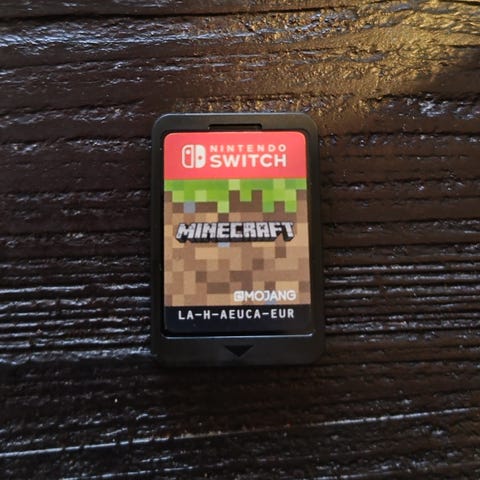 NINTENDO
SWITCH
MINECRAFT
MOJANG
LA-H-AEUCA-EUR